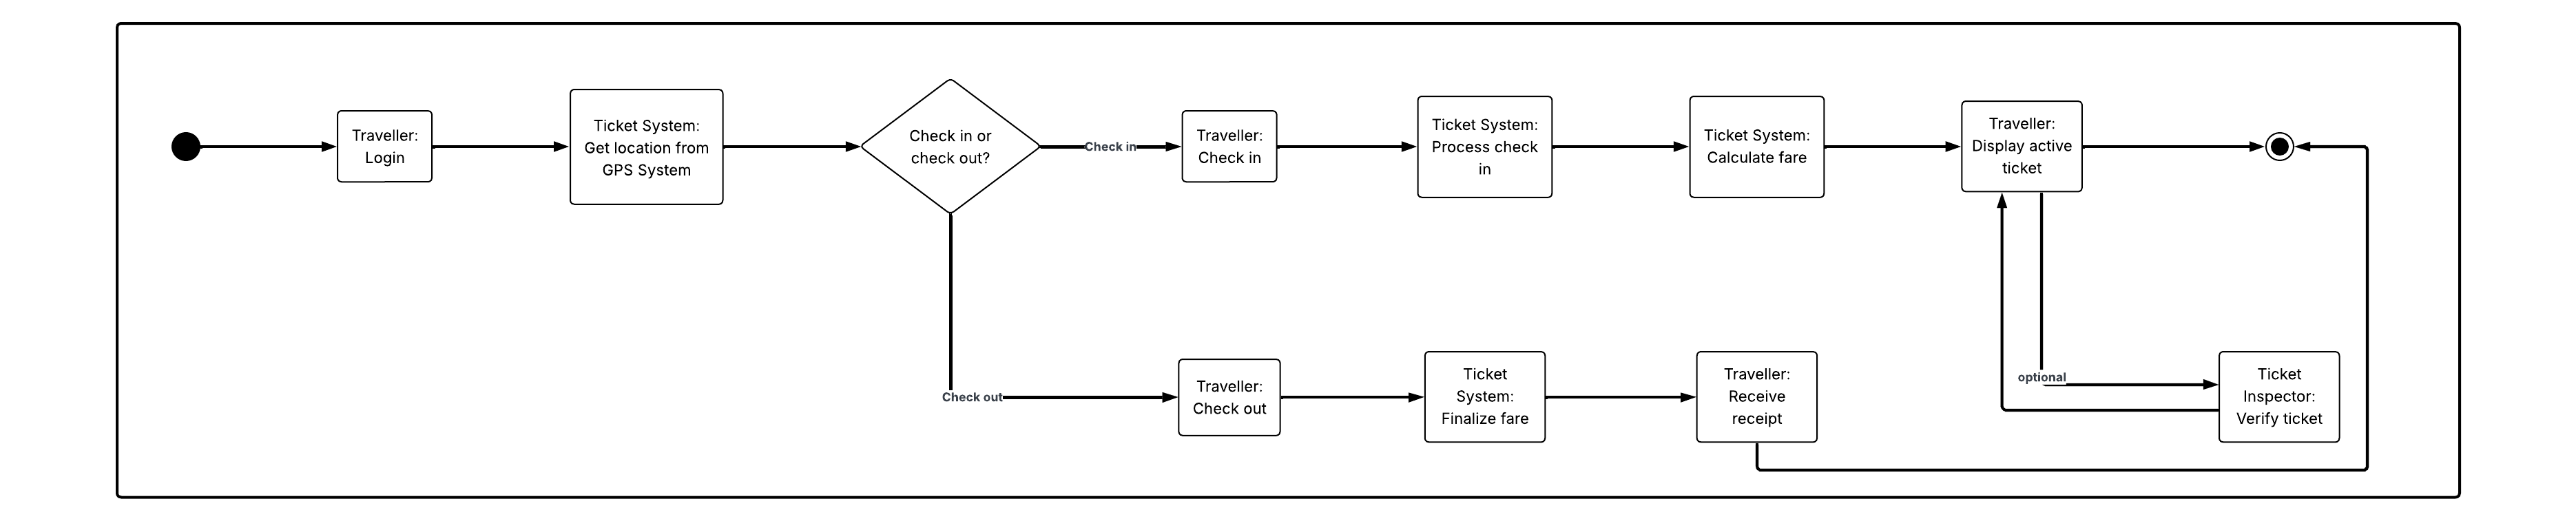 Traveller:
Login
Ticket System:
Get location from
GPS System
Check in or
check out?
Check in
Traveller:
Check in
Ticket System:
Process check
in
Ticket System:
Calculate fare
Traveller:
Display active
ticket
Check out
Traveller:
Check out
Ticket
System:
Finalize fare
Traveller:
Receive
receipt
optional
Ticket
Inspector:
Verify ticket